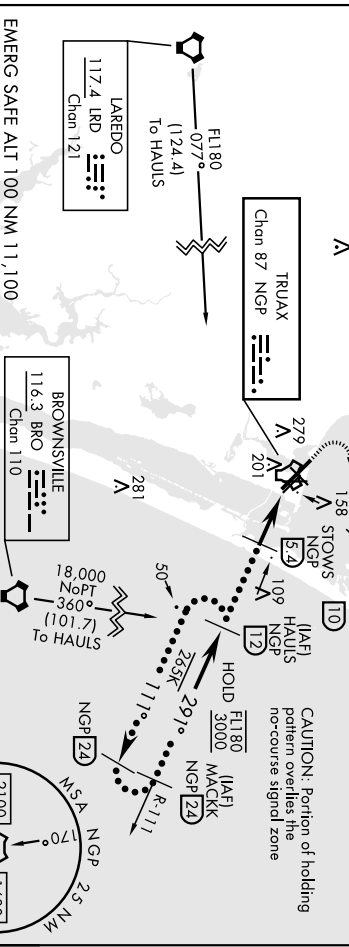 EMERG SAFE ALT 100 NM 11,100
LAREDO
117.4 LRD
Chan 121
FL180
077°
(124.4)
To HAULS
TRUAX
Chan 87 NGP
279
201
158
STOWS
NGP
5.4
10
109
(IAF)
HAULS
NGP
12
BROWNSVILLE
116.3 BRO
Chan 110
281
18,000
NoPT
360°
(101.7)
To HAULS
50
HOLD
FL180
3000
265K
291°
111°
(IAF)
MACKK
NGP 24
NGP 24
R-111
CAUTION: Portion of holding
pattern overlies the
no-course signal zone
MSA NGP 25 NM
170°
2100